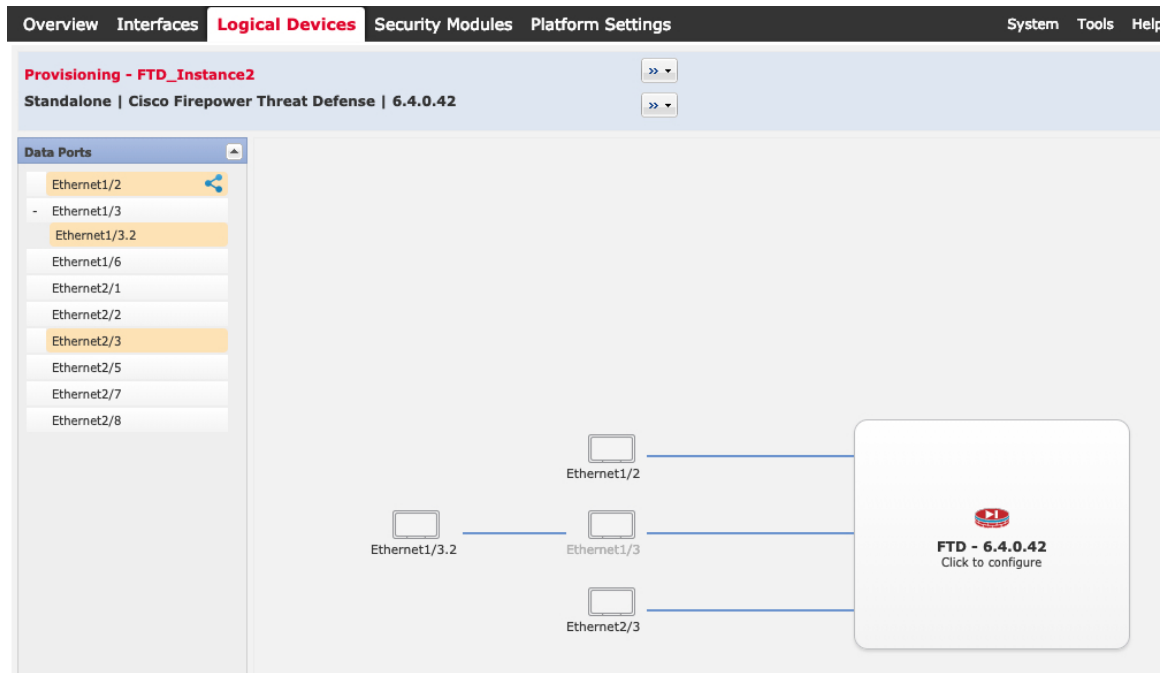 Overview Interfaces Logical Devices Security Modules Platform Settings System Tools Help
Provisioning - FTD_Instance2
Standalone | Cisco Firepower Threat Defense | 6.4.0.42
Data Ports
Ethernet1/2
- Ethernet1/3
Ethernet1/3.2
Ethernet1/6
Ethernet2/1
Ethernet2/2
Ethernet2/3
Ethernet2/5
Ethernet2/7
Ethernet2/8
Ethernet1/2
Ethernet1/3.2 Ethernet1/3
Ethernet2/3
FTD - 6.4.0.42
Click to configure